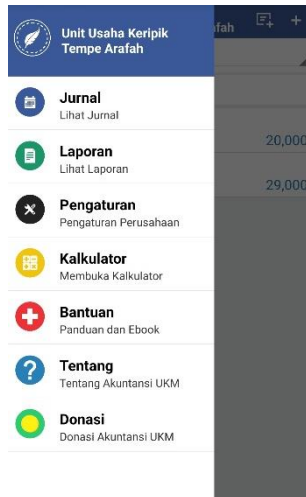 Unit Usaha Keripik
Tempe Arafah
ıfah
Jurnal
Lihat Jurnal
20,000
Laporan
Lihat Laporan
29,000
Pengaturan
Pengaturan Perusahaan
Kalkulator
Membuka Kalkulator
Bantuan
Panduan dan Ebook
Tentang
Tentang Akuntansi UKM
Donasi
Donasi Akuntansi UKM